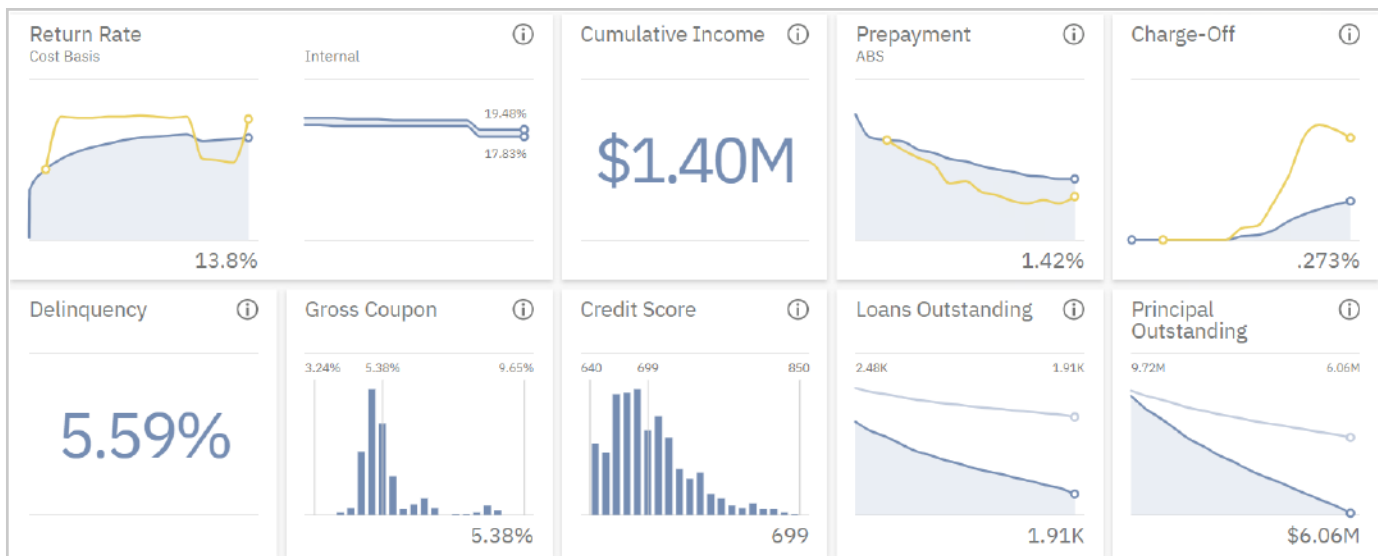 Return Rate
Cost Basis
Internal
19.48%
17.83%
13.8%
Cumulative Income
$1.40M
Prepayment
ABS
1.42%
Charge-Off
.273%
Delinquency
5.59%
Gross Coupon
3.24% 5.38% 9.65%
5.38%
Credit Score
640 699 850
699
Loans Outstanding
2.48K 1.91K
1.91K
Principal
Outstanding
9.72M 6.06M
$6.06M